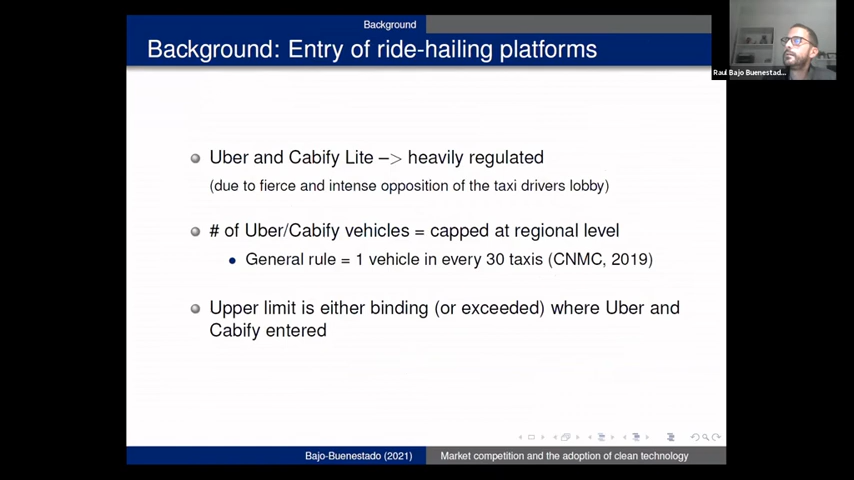 Background
Background: Entry of ride-hailing platforms
Raul Bajo Buenestad...
Uber and Cabify Lite –> heavily regulated
(due to fierce and intense opposition of the taxi drivers lobby)
# of Uber/Cabify vehicles = capped at regional level
General rule = 1 vehicle in every 30 taxis (CNMC, 2019)
Upper limit is either binding (or exceeded) where Uber and
Cabify entered
Bajo-Buenestado (2021)
Market competition and the adoption of clean technology